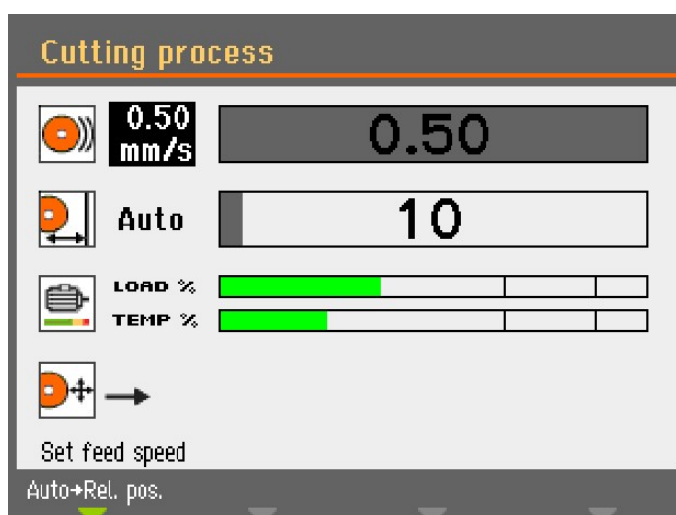 Cutting process
0.50
mm/s
0.50
Auto
10
LOAD %
TEMP %
Set feed speed
Auto→Rel. pos.